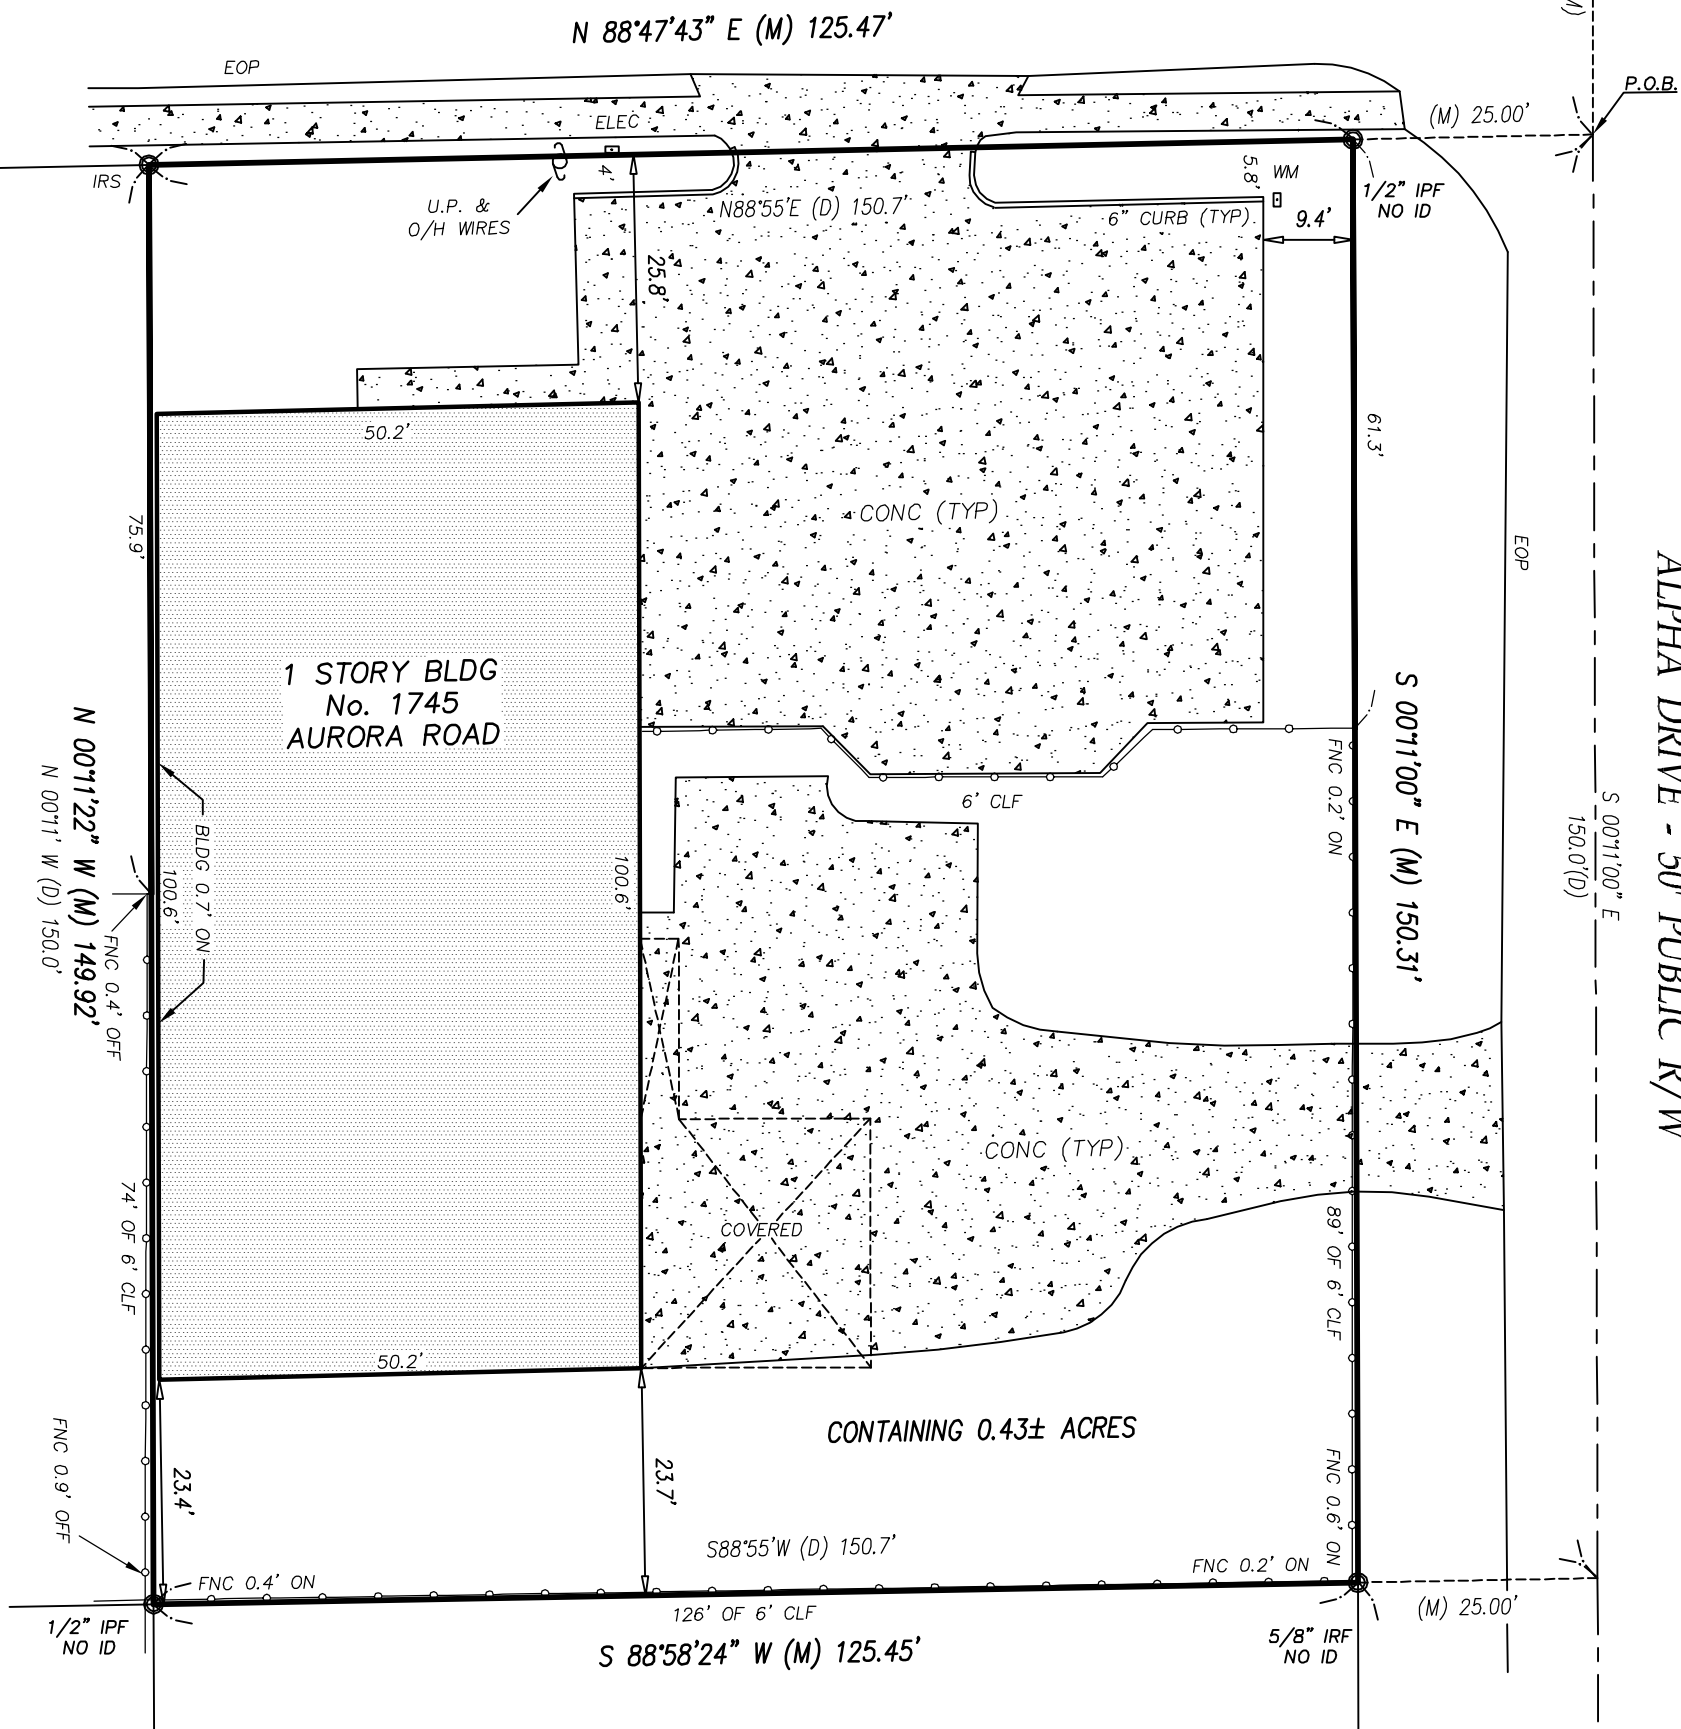 N 88°47'43" E (M) 125.47'
M)
EOP
P.O.B.
(M) 25.00'
ELEC
4'
IRS
U.P. &
O/H WIRES
N88°55'E (D) 150.7'
5.8'
WM
1/2" IPF
NO ID
6" CURB (TYP)
9.4'
25.8'
61.3'
50.2'
CONC (TYP)
75.9'
EOP
ALPHA DRIVE - 50' PUBLIC R/W
1 STORY BLDG
No. 1745
AURORA ROAD
S 00°11'00" E (M) 150.31'
S 00°11'00" E
150.0'(D)
N 00°11'22" W (M) 149.92'
N 00°11' W (D) 150.0'
BLDG 0.7' ON
100.6'
100.6'
FNC 0.4' OFF
6' CLF
FNC 0.2' ON
CONC (TYP)
COVERED
74' OF 6' CLF
89' OF 6' CLF
50.2'
CONTAINING 0.43± ACRES
FNC 0.9' OFF
23.4'
23.7'
FNC 0.6' ON
S88°55'W (D) 150.7'
FNC 0.4' ON
FNC 0.2' ON
1/2" IPF
NO ID
126' OF 6' CLF
(M) 25.00'
5/8" IRF
NO ID
S 88°58'24" W (M) 125.45'